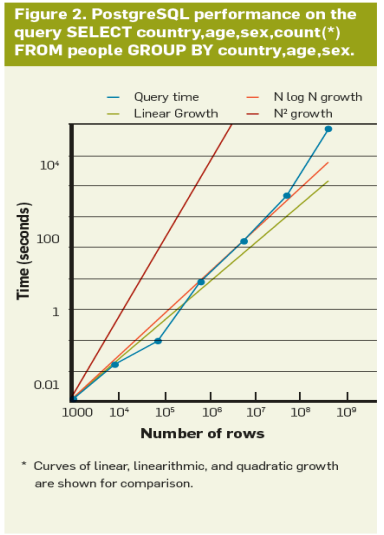 Figure 2. PostgreSQL performance on the
query SELECT country,age,sex,count(*)
FROM people GROUP BY country,age,sex.
Query time
N log N growth
Linear Growth
N² growth
Time (seconds)
10⁴
100
1
0.01
1000 10⁴ 10⁵ 10⁶ 10⁷ 10⁸ 10⁹
Number of rows
* Curves of linear, linearithmic, and quadratic growth
are shown for comparison.